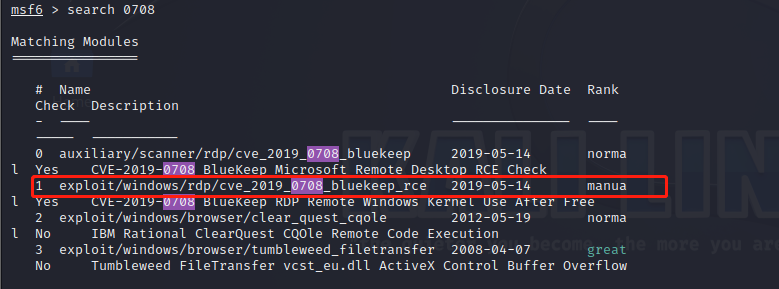 msf6 > search 0708
Matching Modules
================
# Name Disclosure Date Rank
Check Description
- ---- --------------- ----
----- -----------
0 auxiliary/scanner/rdp/cve_2019_0708_bluekeep 2019-05-14 norma
l Yes CVE-2019-0708 BlueKeep Microsoft Remote Desktop RCE Check
1 exploit/windows/rdp/cve_2019_0708_bluekeep_rce 2019-05-14 manua
l Yes CVE-2019-0708 BlueKeep RDP Remote Windows Kernel Use After Free
2 exploit/windows/browser/clear_quest_cqole 2012-05-19 norma
l No IBM Rational ClearQuest CQOle Remote Code Execution
3 exploit/windows/browser/tumbleweed_filetransfer 2008-04-07 great
No Tumbleweed FileTransfer vcst_eu.dll ActiveX Control Buffer Overflow